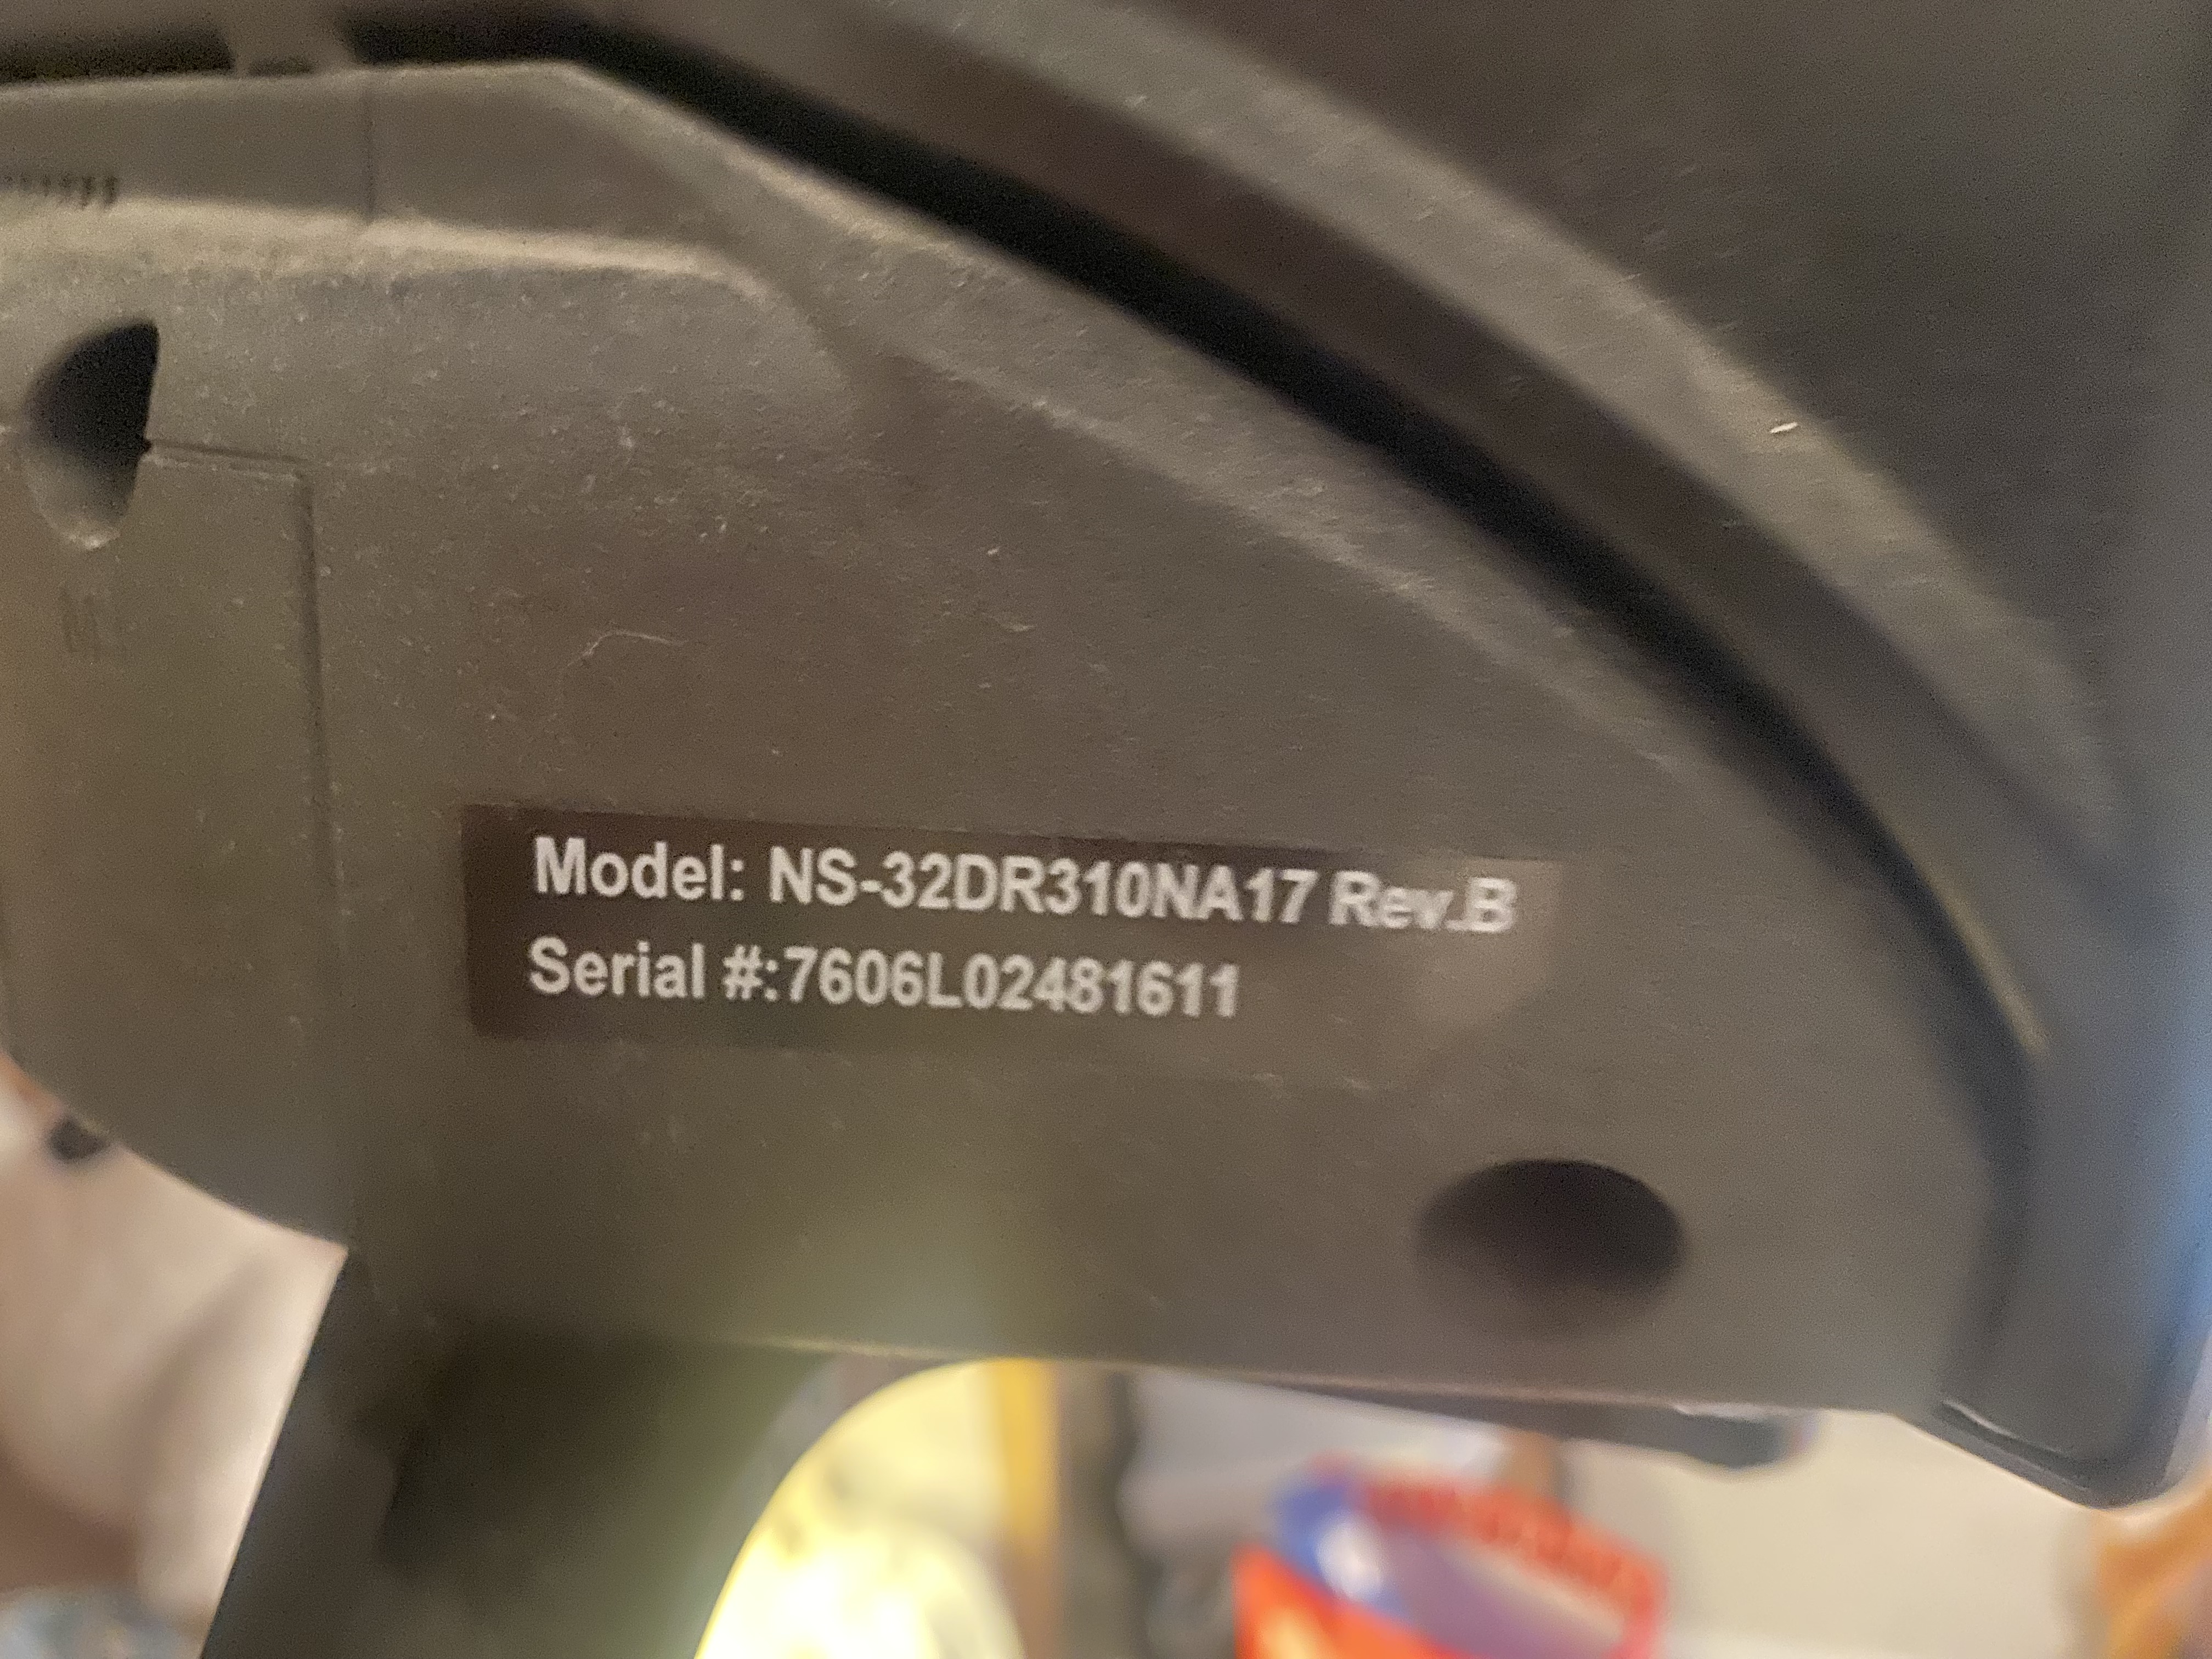 Model: NS-32DR310NA17 Rev.B
Serial #:7606L02481611